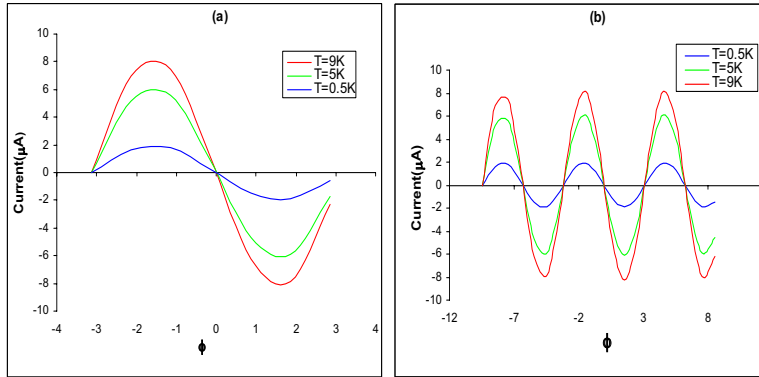 (a)
10
8
6
4
2
0
-2
-4
-6
-8
-10
Current(μA)
T=9K
T=5K
T=0.5K
-4 -3 -2 -1 0 1 2 3 4
ϕ
(b)
10
8
6
4
2
0
-2
-4
-6
-8
-10
Current(μA)
T=0.5K
T=5K
T=9K
-12 -7 -2 3 8
ϕ